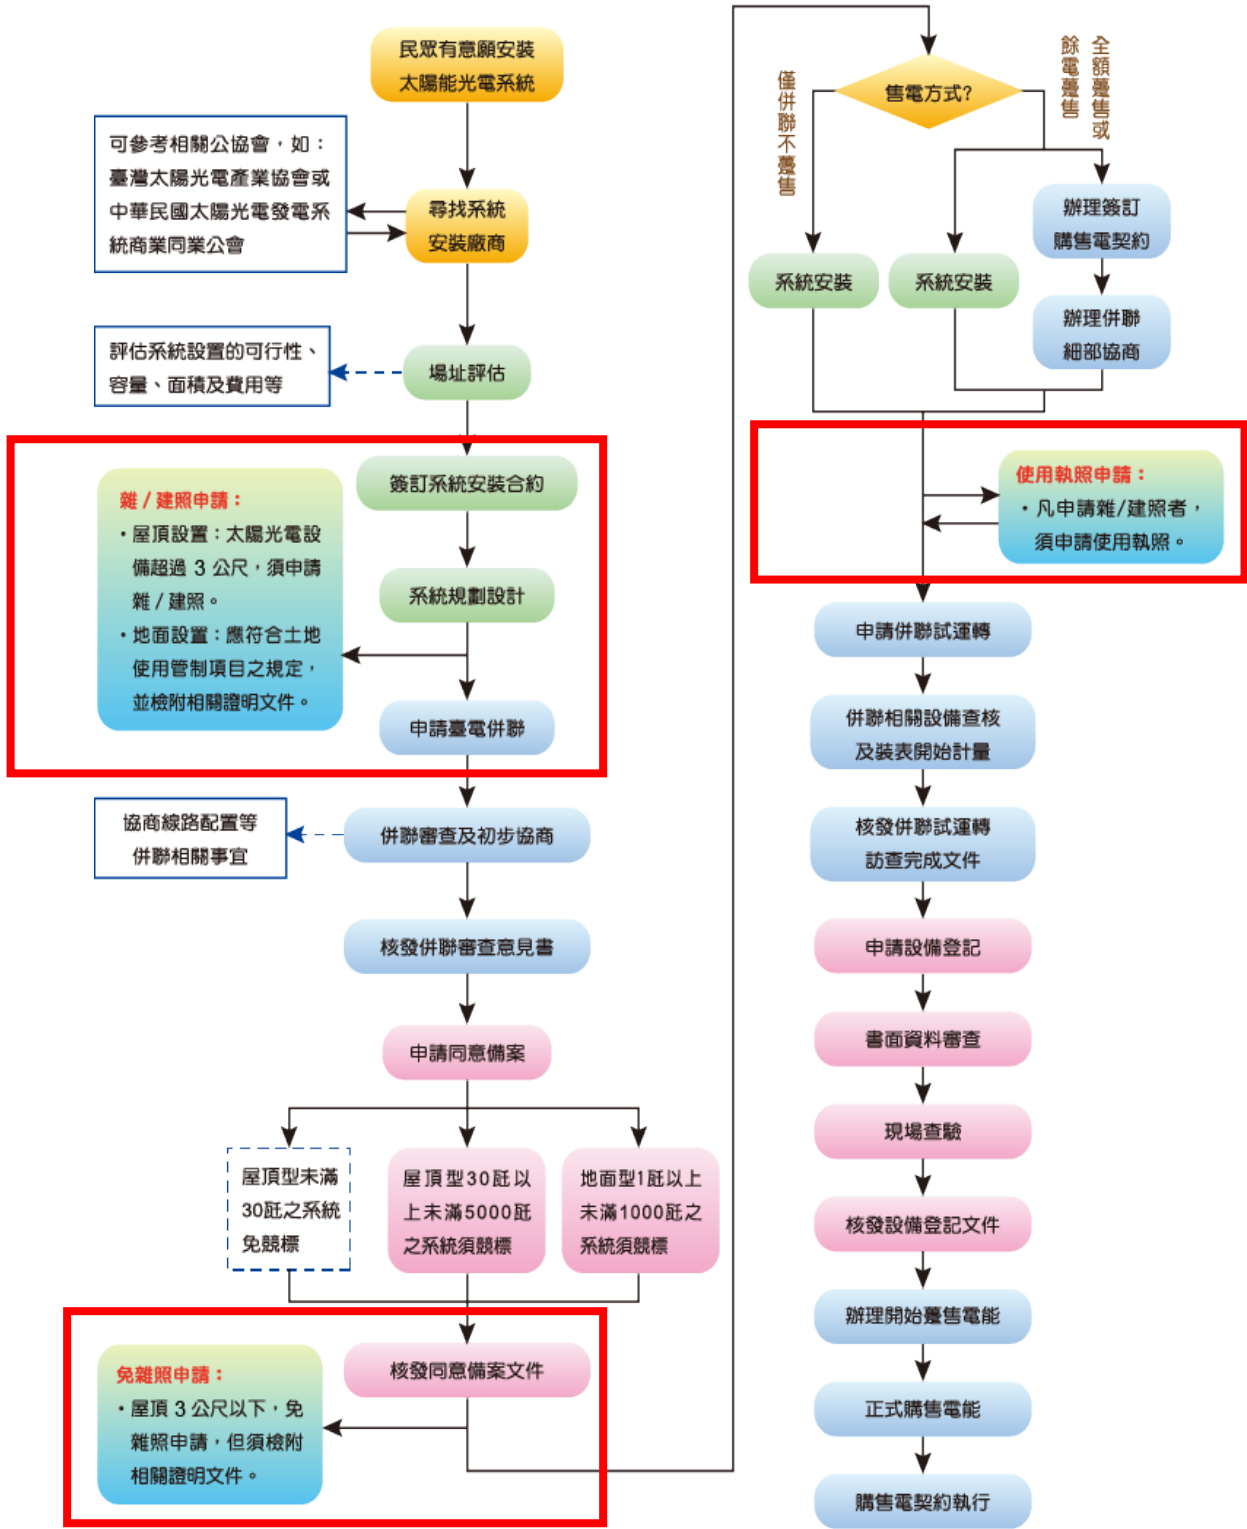 民眾有意願安裝
太陽能光電系統
可參考相關公協會，如：
臺灣太陽光電產業協會或
中華民國太陽光電發電系
統商業同業公會
尋找系統
安裝廠商
評估系統設置的可行性、
容量、面積及費用等
場址評估
簽訂系統安裝合約
雜／建照申請：
・屋頂設置：太陽光電設
備超過 3 公尺，須申請
雜／建照。
・地面設置：應符合土地
使用管制項目之規定，
並檢附相關證明文件。
系統規劃設計
申請臺電併聯
協商線路配置等
併聯相關事宜
併聯審查及初步協商
核發併聯審查意見書
申請同意備案
屋頂型未滿
30瓩之系統
免競標
屋頂型30瓩以
上未滿5000瓩
之系統須競標
地面型1瓩以上
未滿1000瓩之
系統須競標
核發同意備案文件
免雜照申請：
・屋頂 3 公尺以下，免
雜照申請，但須檢附
相關證明文件。
售電方式?
僅併聯不躉售
全額躉售或
餘電躉售
系統安裝
系統安裝
辦理簽訂
購售電契約
辦理併聯
細部協商
使用執照申請：
・凡申請雜/建照者，
須申請使用執照。
申請併聯試運轉
併聯相關設備查核
及裝表開始計量
核發併聯試運轉
訪查完成文件
申請設備登記
書面資料審查
現場查驗
核發設備登記文件
辦理開始躉售電能
正式購售電能
購售電契約執行